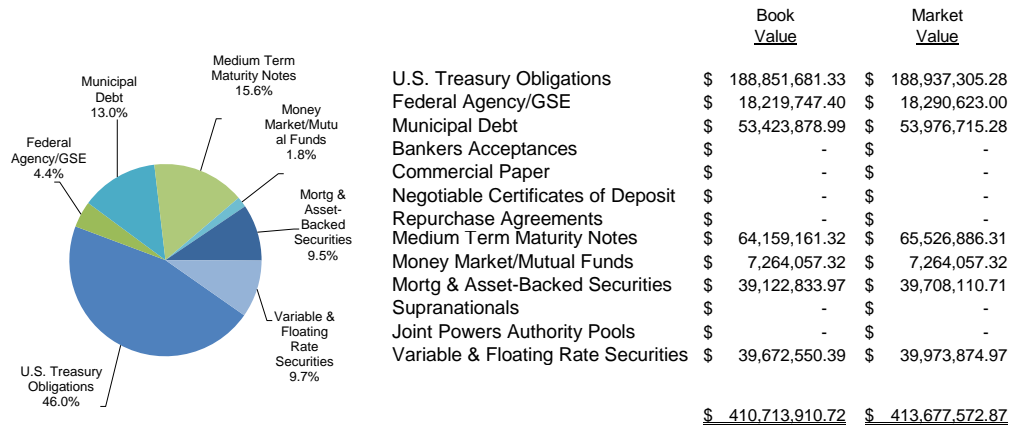 Municipal
Debt
13.0%
Medium Term
Maturity Notes
15.6%
Money
Market/Mutu
al Funds
1.8%
Federal
Agency/GSE
4.4%
Mortg &
Asset-
Backed
Securities
9.5%
Variable &
Floating
Rate
Securities
9.7%
U.S. Treasury
Obligations
46.0%
Book Market
Value Value
U.S. Treasury Obligations $ 188,851,681.33 $ 188,937,305.28
Federal Agency/GSE $ 18,219,747.40 $ 18,290,623.00
Municipal Debt $ 53,423,878.99 $ 53,976,715.28
Bankers Acceptances $ - $ -
Commercial Paper $ - $ -
Negotiable Certificates of Deposit $ - $ -
Repurchase Agreements $ - $ -
Medium Term Maturity Notes $ 64,159,161.32 $ 65,526,886.31
Money Market/Mutual Funds $ 7,264,057.32 $ 7,264,057.32
Mortg & Asset-Backed Securities $ 39,122,833.97 $ 39,708,110.71
Supranationals $ - $ -
Joint Powers Authority Pools $ - $ -
Variable & Floating Rate Securities $ 39,672,550.39 $ 39,973,874.97
$ 410,713,910.72 $ 413,677,572.87